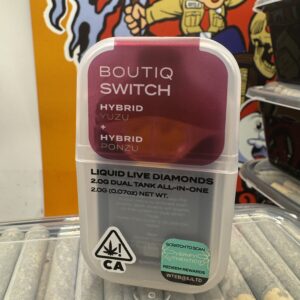 BOUTIQ
SWITCH
HYBRID
YUZU
+
HYBRID
PONZU
LIQUID LIVE DIAMONDS
2.0G DUAL TANK ALL-IN-ONE
2.0G (0.07oz) NET WT.
CA
SCRATCH TO SCAN
REDEEM REWARDS